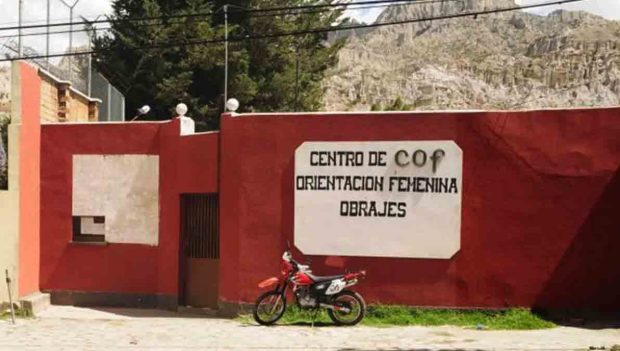 CENTRO DE COF
ORIENTACION FEMENINA
OBRAJES